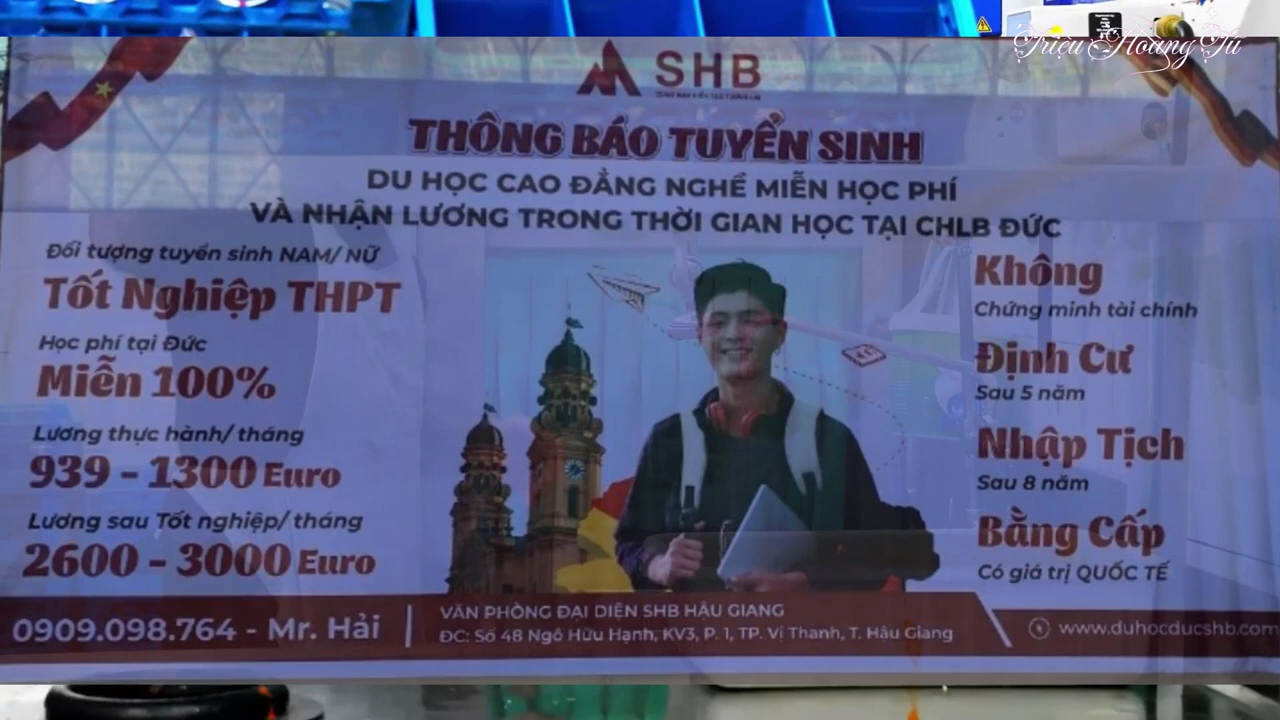 Triệu Hoàng Tú
SHB
THÔNG BÁO TUYỂN SINH
DU HỌC CAO ĐẲNG NGHỀ MIỄN HỌC PHÍ
VÀ NHẬN LƯƠNG TRONG THỜI GIAN HỌC TẠI CHLB ĐỨC
Đối tượng tuyển sinh NAM/ NỮ
Tốt Nghiệp THPT
Học phí tại Đức
Miễn 100%
Lương thực hành/ tháng
939 - 1300 Euro
Lương sau Tốt nghiệp/ tháng
2600 - 3000 Euro
Không
Chứng minh tài chính
Định Cư
Sau 5 năm
Nhập Tịch
Sau 8 năm
Bằng Cấp
Có giá trị QUỐC TẾ
0909.098.764 - Mr. Hải
VĂN PHÒNG ĐẠI DIỆN SHB HẬU GIANG
ĐC: Số 48 Ngô Hữu Hạnh, KV3, P. 1, TP. Vị Thanh, T. Hậu Giang
www.duhocducshb.com